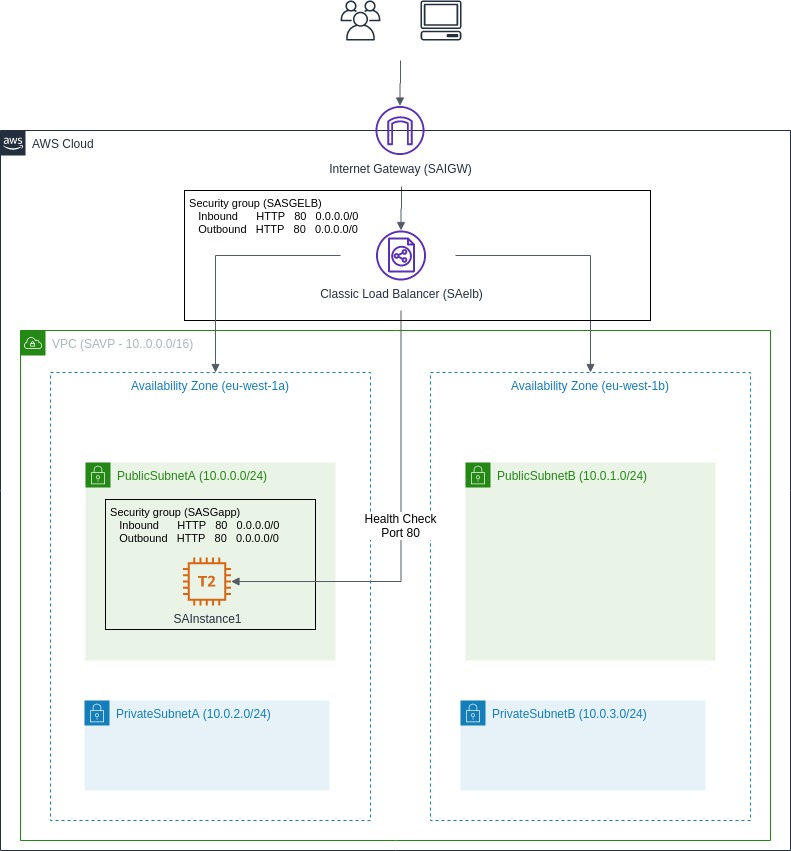 aws
AWS Cloud
Internet Gateway (SAIGW)
Security group (SASGELB)
Inbound HTTP 80 0.0.0.0/0
Outbound HTTP 80 0.0.0.0/0
Classic Load Balancer (SAelb)
VPC (SAVP - 10..0.0.0/16)
Availability Zone (eu-west-1a)
Availability Zone (eu-west-1b)
PublicSubnetA (10.0.0.0/24)
PublicSubnetB (10.0.1.0/24)
Security group (SASGapp)
Inbound HTTP 80 0.0.0.0/0
Outbound HTTP 80 0.0.0.0/0
Health Check
Port 80
T2
SAInstance1
PrivateSubnetA (10.0.2.0/24)
PrivateSubnetB (10.0.3.0/24)